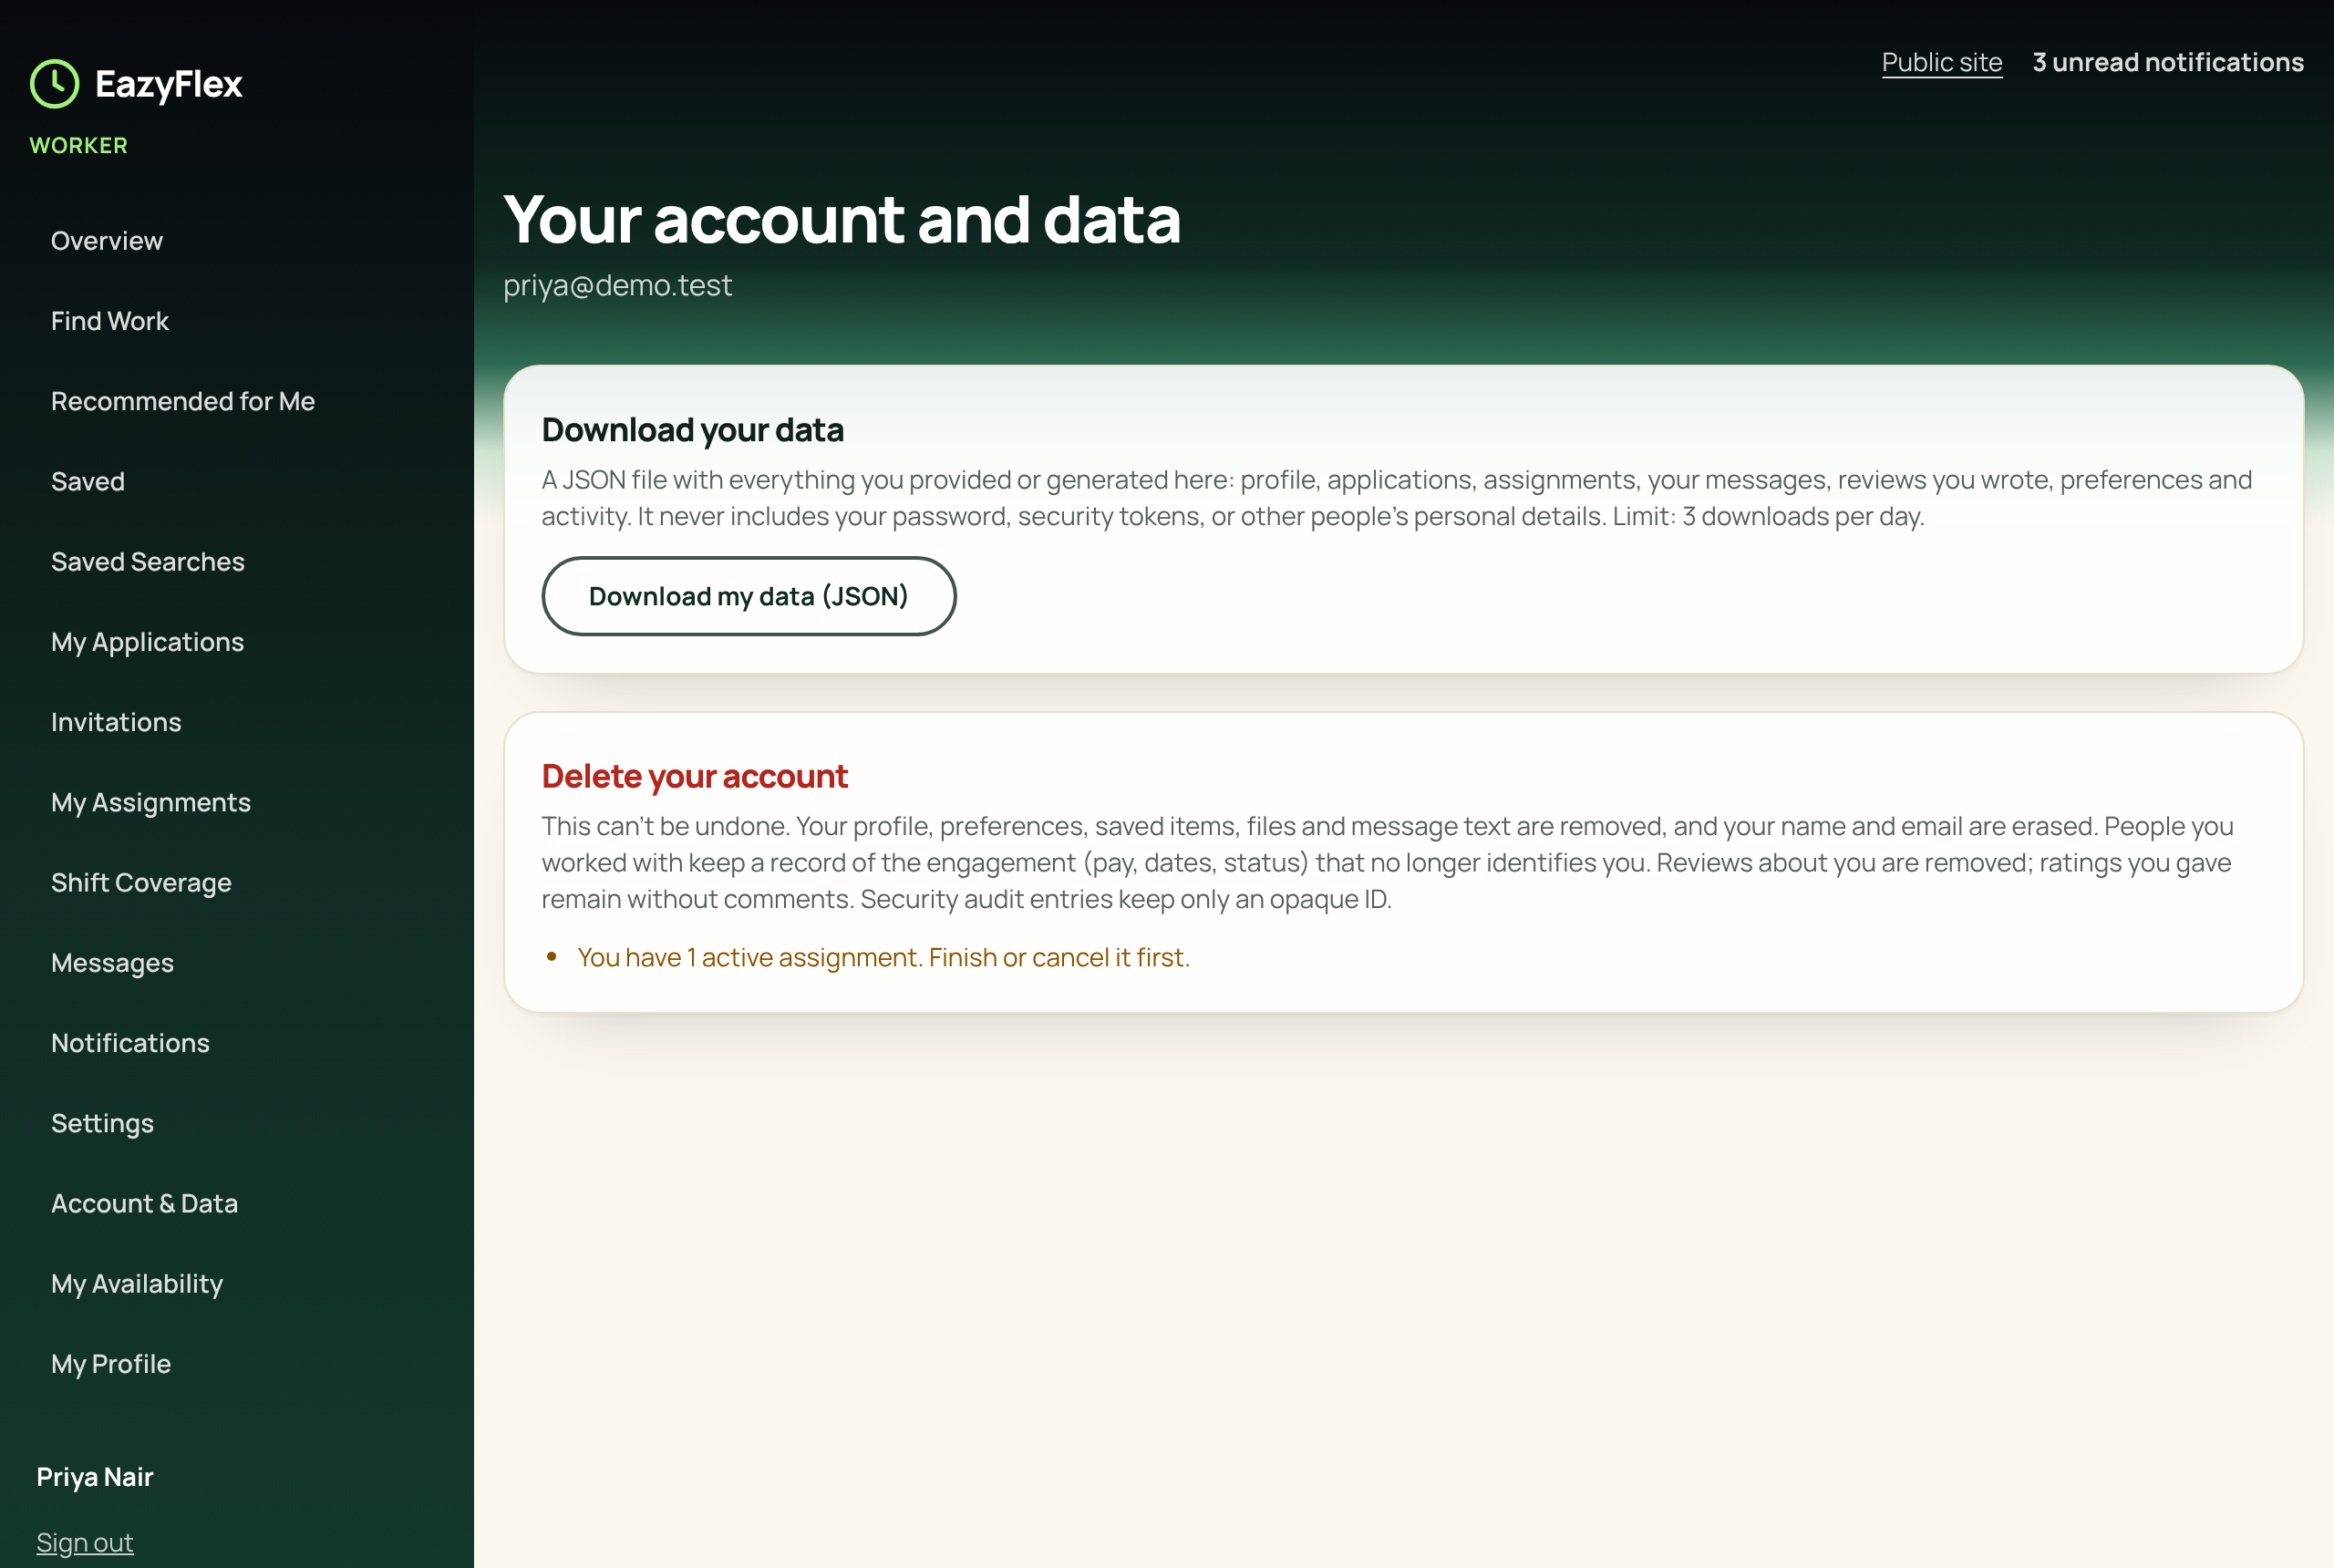 EazyFlex
WORKER
Overview
Find Work
Recommended for Me
Saved
Saved Searches
My Applications
Invitations
My Assignments
Shift Coverage
Messages
Notifications
Settings
Account & Data
My Availability
My Profile
Priya Nair
Sign out
Public site
3 unread notifications
Your account and data
priya@demo.test
Download your data
A JSON file with everything you provided or generated here: profile, applications, assignments, your messages, reviews you wrote, preferences and
activity. It never includes your password, security tokens, or other people’s personal details. Limit: 3 downloads per day.
Download my data (JSON)
Delete your account
This can’t be undone. Your profile, preferences, saved items, files and message text are removed, and your name and email are erased. People you
worked with keep a record of the engagement (pay, dates, status) that no longer identifies you. Reviews about you are removed; ratings you gave
remain without comments. Security audit entries keep only an opaque ID.
• You have 1 active assignment. Finish or cancel it first.